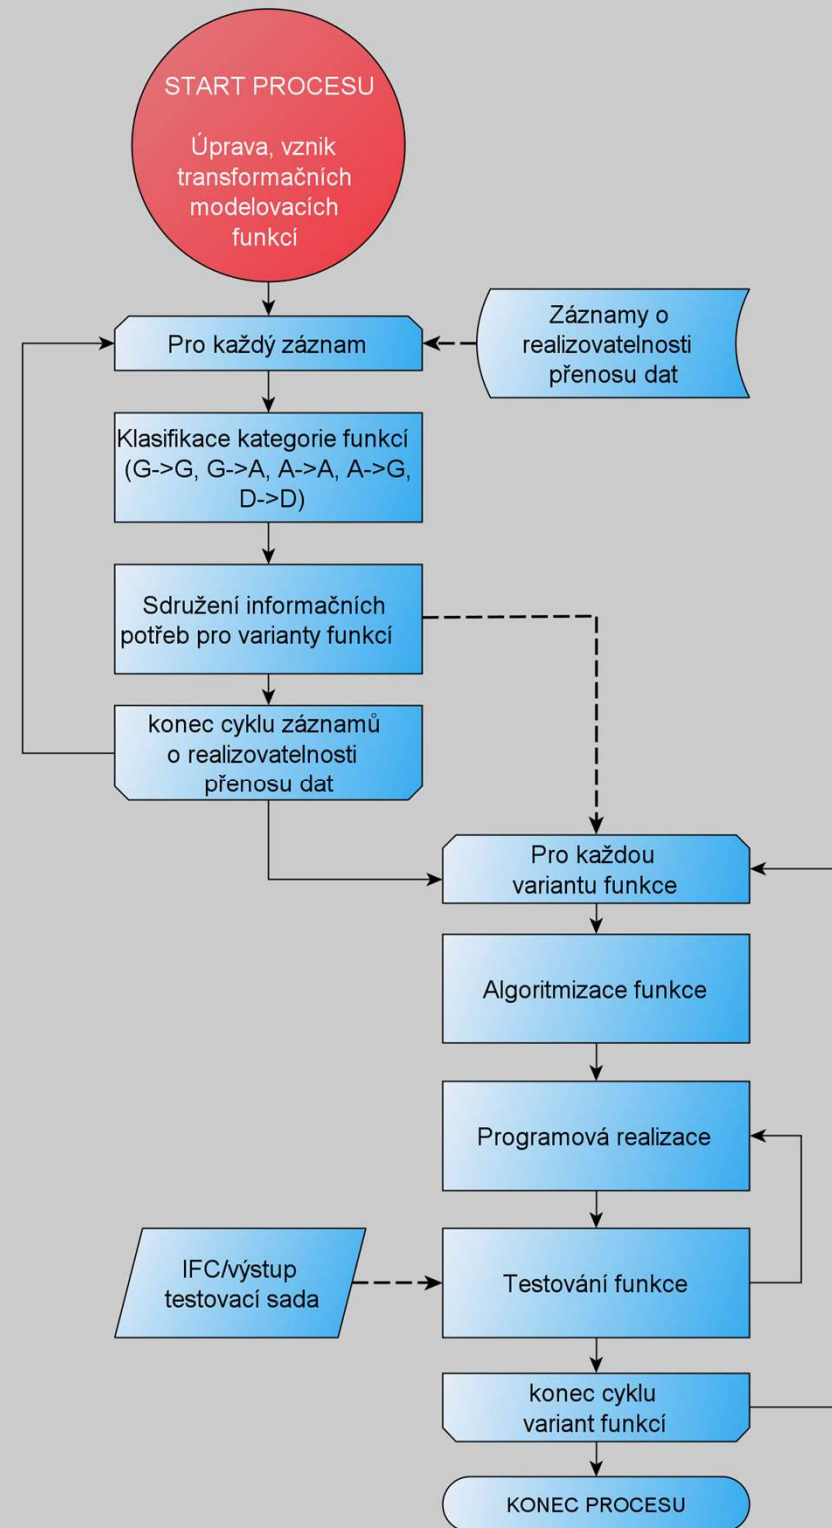 START PROCESU
Úprava, vznik
transformačních
modelovacích
funkcí
Pro každý záznam
Záznamy o
realizovatelnosti
přenosu dat
Klasifikace kategorie funkcí
(G->G, G->A, A->A, A->G,
D->D)
Sdružení informačních
potřeb pro varianty funkcí
konec cyklu záznamů
o realizovatelnosti
přenosu dat
Pro každou
variantu funkce
Algoritmizace funkce
Programová realizace
IFC/výstup
testovací sada
Testování funkce
konec cyklu
variant funkcí
KONEC PROCESU